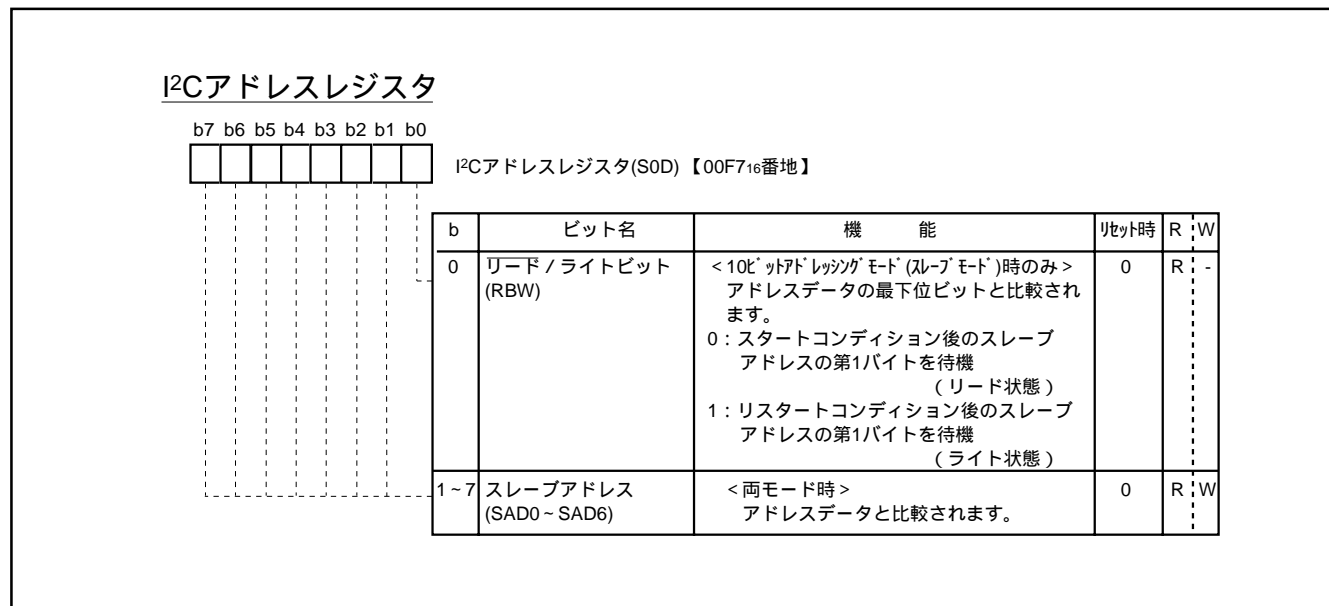 I²Cアドレスレジスタ
b7 b6 b5 b4 b3 b2 b1 b0
I²Cアドレスレジスタ(S0D)【00F7₁₆番地】
b ビット名 機 能 リセット時 R W
0 リード / ライトビット <10ビットアドレッシングモード(スレーブモード)時のみ> 0 R -
(RBW) アドレスデータの最下位ビットと比較され
ます。
0：スタートコンディション後のスレーブ
アドレスの第1バイトを待機
(リード状態)
1：リスタートコンディション後のスレーブ
アドレスの第1バイトを待機
(ライト状態)
1~7 スレーブアドレス <両モード時> 0 R W
(SAD0~SAD6) アドレスデータと比較されます。